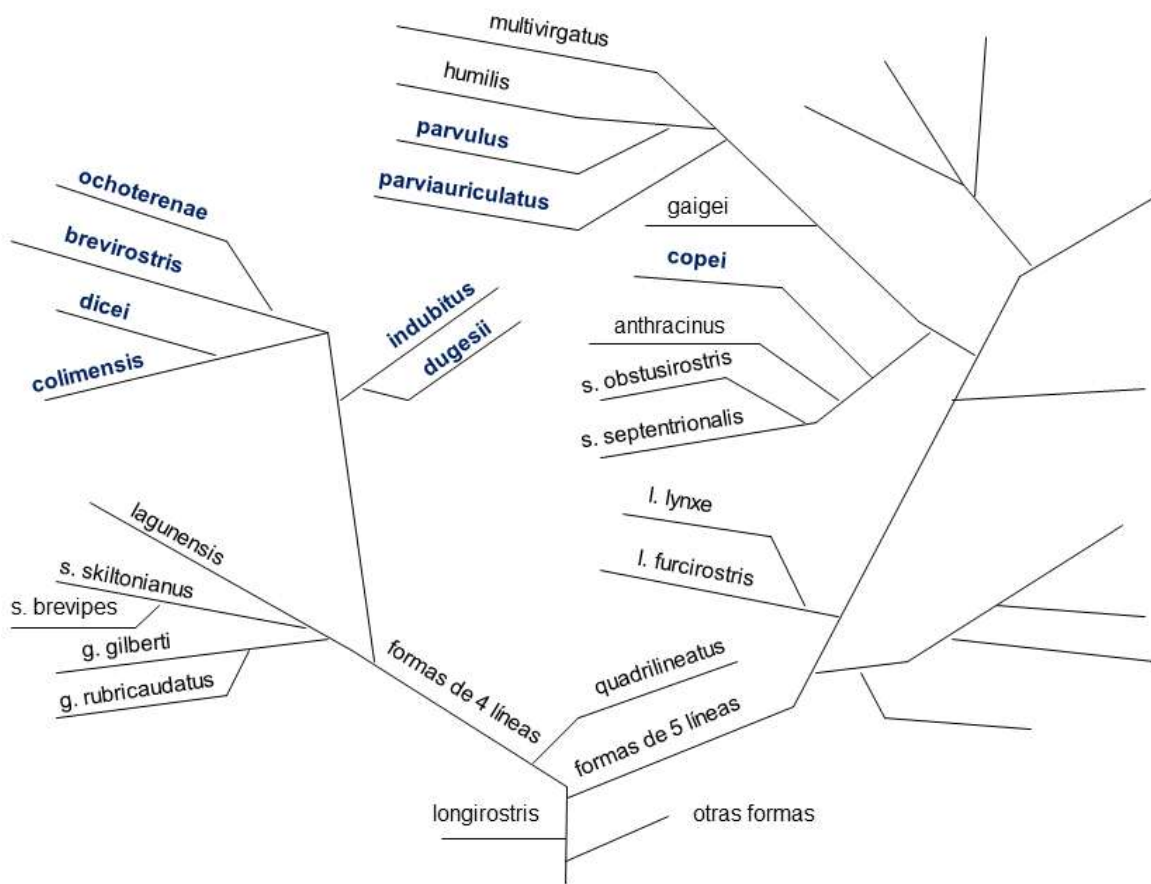 multivirgatus
humilis
parvulus
parviauriculatus
ochoterenae
brevirostris
dicei
colimensis
indubitus
dugesii
gaigei
copei
anthracinus
s. obstusirostris
s. septentrionalis
lagunensis
s. skiltonianus
s. brevipes
g. gilberti
g. rubricaudatus
l. lynxe
l. furcirostris
formas de 4 líneas
quadrilineatus
formas de 5 líneas
longirostris
otras formas